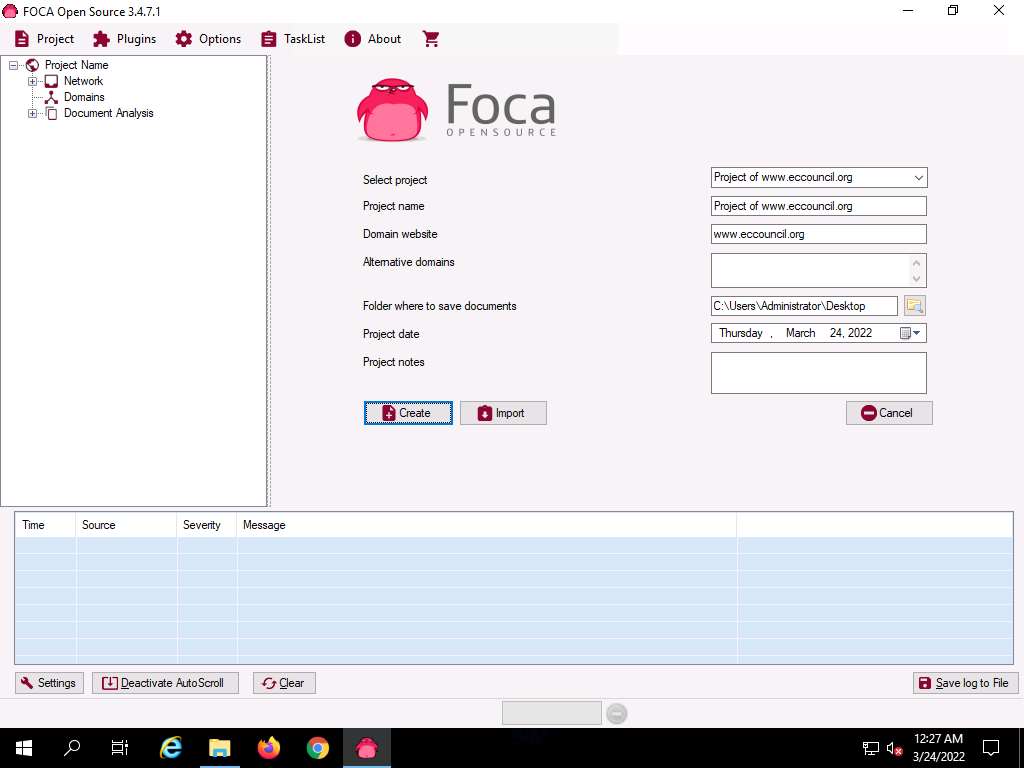 FOCA Open Source 3.4.7.1
Project Plugins Options TaskList About
Project Name
Network
Domains
Document Analysis
Foca
OPENSOURCE
Select project Project of www.eccouncil.org
Project name Project of www.eccouncil.org
Domain website www.eccouncil.org
Alternative domains
Folder where to save documents C:\Users\Administrator\Desktop
Project date Thursday , March 24, 2022
Project notes
Create Import Cancel
Time Source Severity Message
Settings Deactivate AutoScroll Clear Save log to File
12:27 AM
3/24/2022